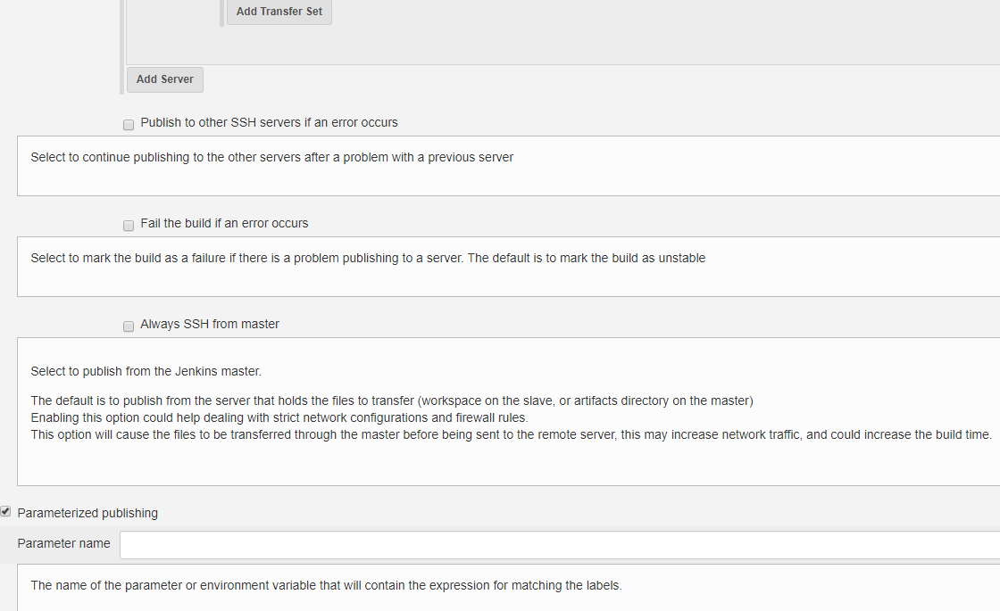 Add Transfer Set
Add Server
Publish to other SSH servers if an error occurs
Select to continue publishing to the other servers after a problem with a previous server
Fail the build if an error occurs
Select to mark the build as a failure if there is a problem publishing to a server. The default is to mark the build as unstable
Always SSH from master
Select to publish from the Jenkins master.
The default is to publish from the server that holds the files to transfer (workspace on the slave, or artifacts directory on the master)
Enabling this option could help dealing with strict network configurations and firewall rules.
This option will cause the files to be transferred through the master before being sent to the remote server, this may increase network traffic, and could increase the build time.
Parameterized publishing
Parameter name
The name of the parameter or environment variable that will contain the expression for matching the labels.